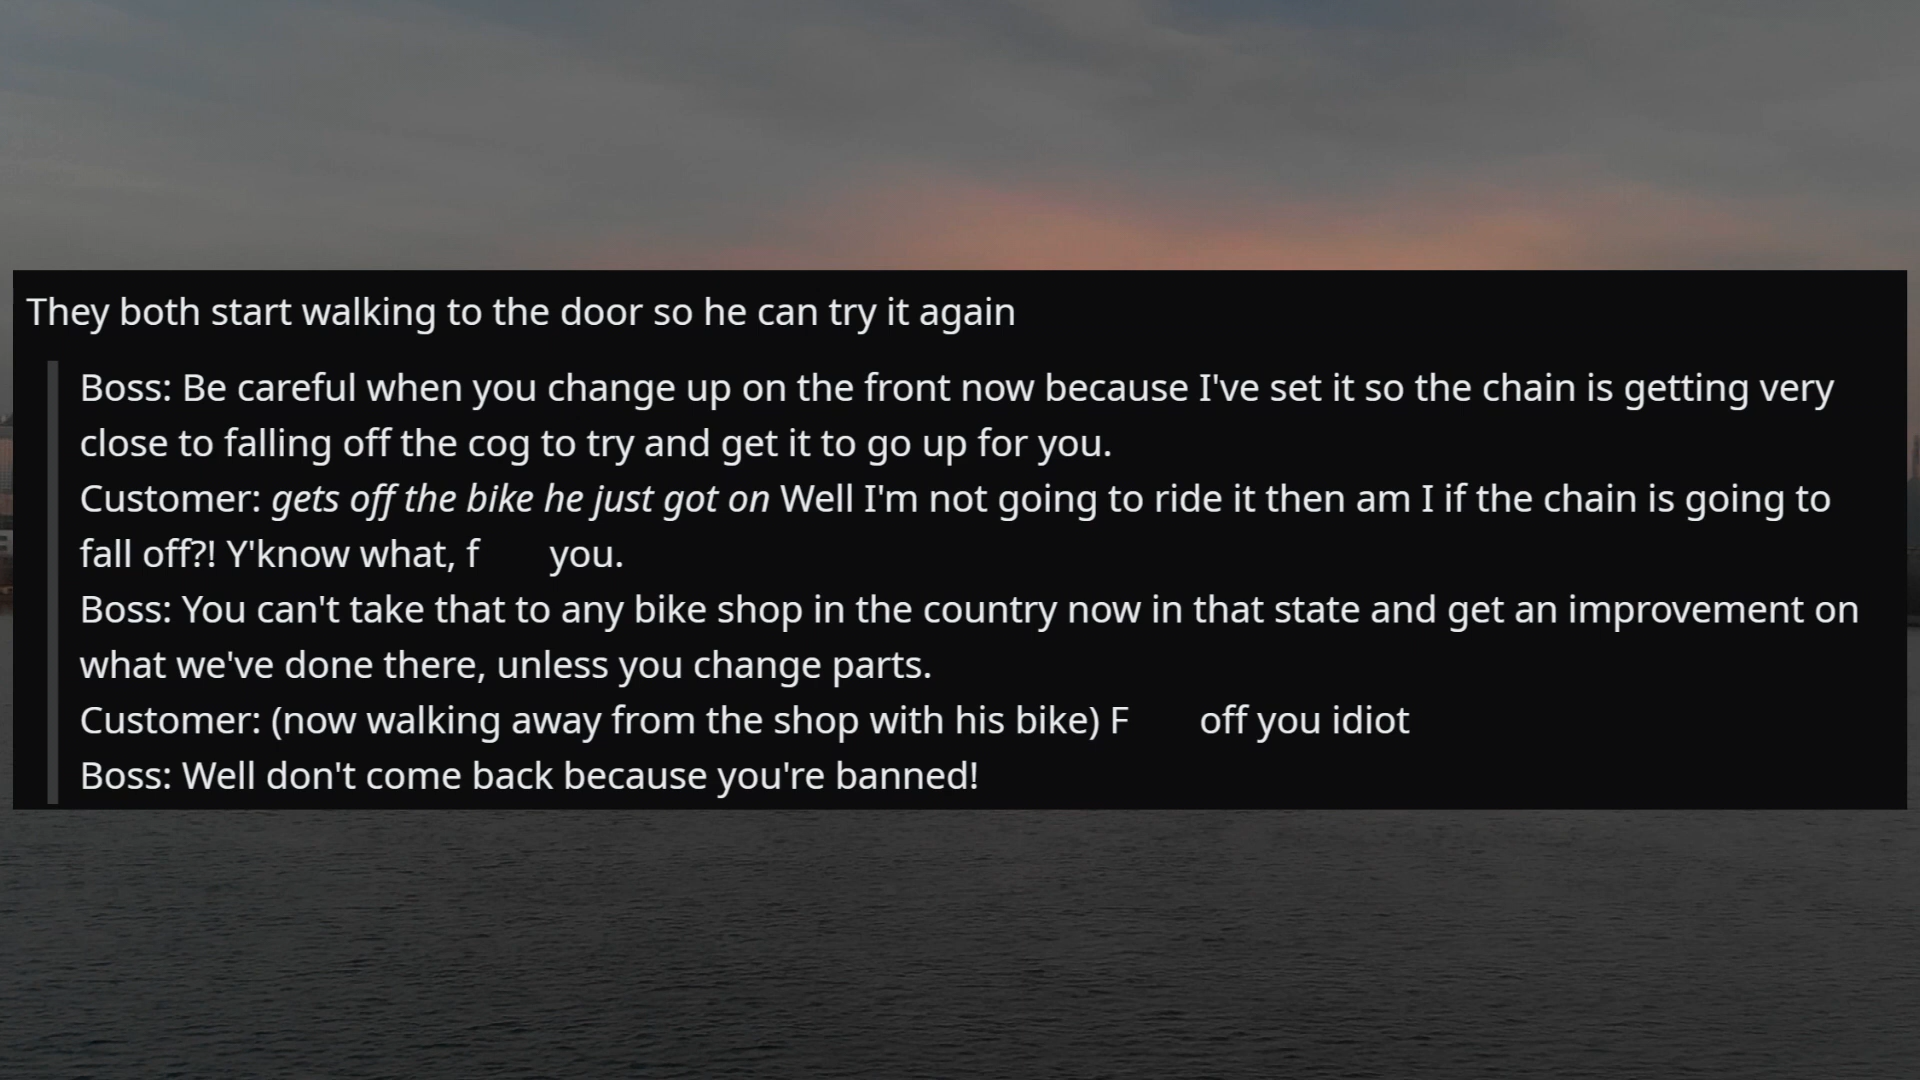 They both start walking to the door so he can try it again
Boss: Be careful when you change up on the front now because I've set it so the chain is getting very
close to falling off the cog to try and get it to go up for you.
Customer: gets off the bike he just got on Well I'm not going to ride it then am I if the chain is going to
fall off?! Y'know what, f you.
Boss: You can't take that to any bike shop in the country now in that state and get an improvement on
what we've done there, unless you change parts.
Customer: (now walking away from the shop with his bike) F off you idiot
Boss: Well don't come back because you're banned!